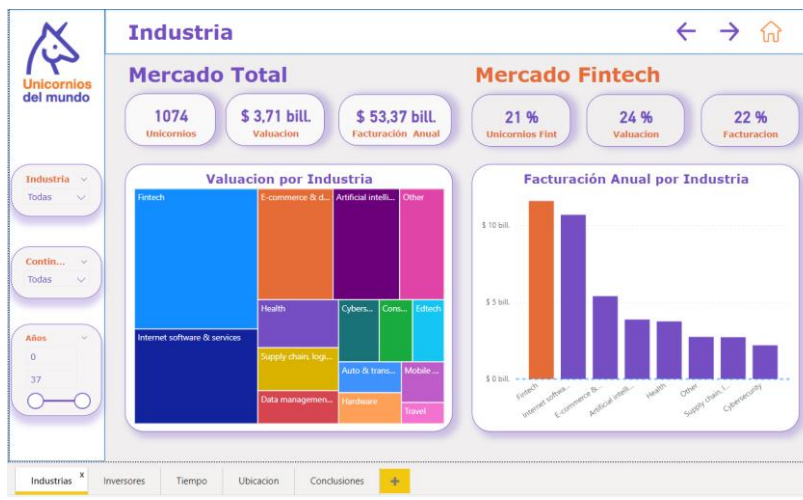 Unicornios
del mundo
Industria
Mercado Total
Mercado Fintech
1074
Unicornios
$ 3,71 bill.
Valuacion
$ 53,37 bill.
Facturación Anual
21 %
Unicornios Fint
24 %
Valuacion
22 %
Facturacion
Industria
Todas
Contin...
Todas
Años
0
37
Valuacion por Industria
Fintech
E-commerce & d...
Artificial intelli...
Other
Health
Cybers...
Cons...
Edtech
Internet software & services
Supply chain, logi...
Auto & trans...
Mobile ...
Data managemen...
Hardware
Travel
Facturación Anual por Industria
$ 10 bill.
$ 5 bill.
$ 0 bill.
Fintech
Internet softwa...
E-commerce &...
Artificial intelli...
Health
Other
Supply chain, l...
Cybersecurity
Industrias X
Inversores
Tiempo
Ubicacion
Conclusiones
+